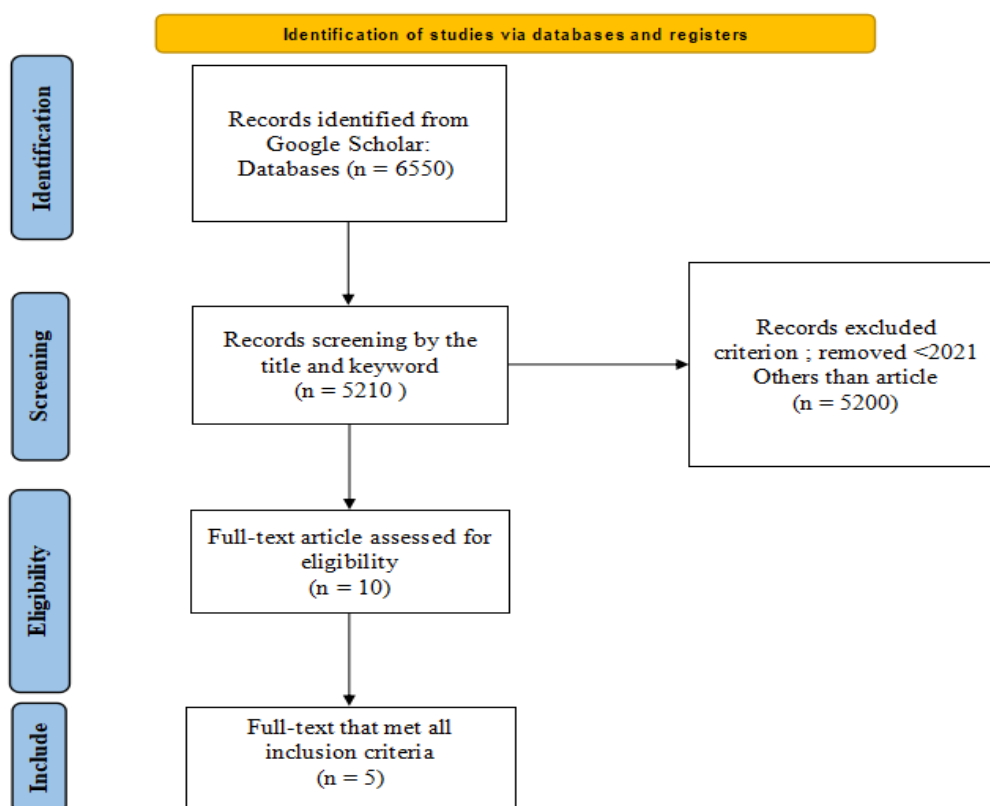 Identification of studies via databases and registers
Identification
Records identified from
Google Scholar:
Databases (n = 6550)
Screening
Records screening by the
title and keyword
(n = 5210 )
Records excluded
criterion ; removed <2021
Others than article
(n = 5200)
Eligibility
Full-text article assessed for
eligibility
(n = 10)
Include
Full-text that met all
inclusion criteria
(n = 5)